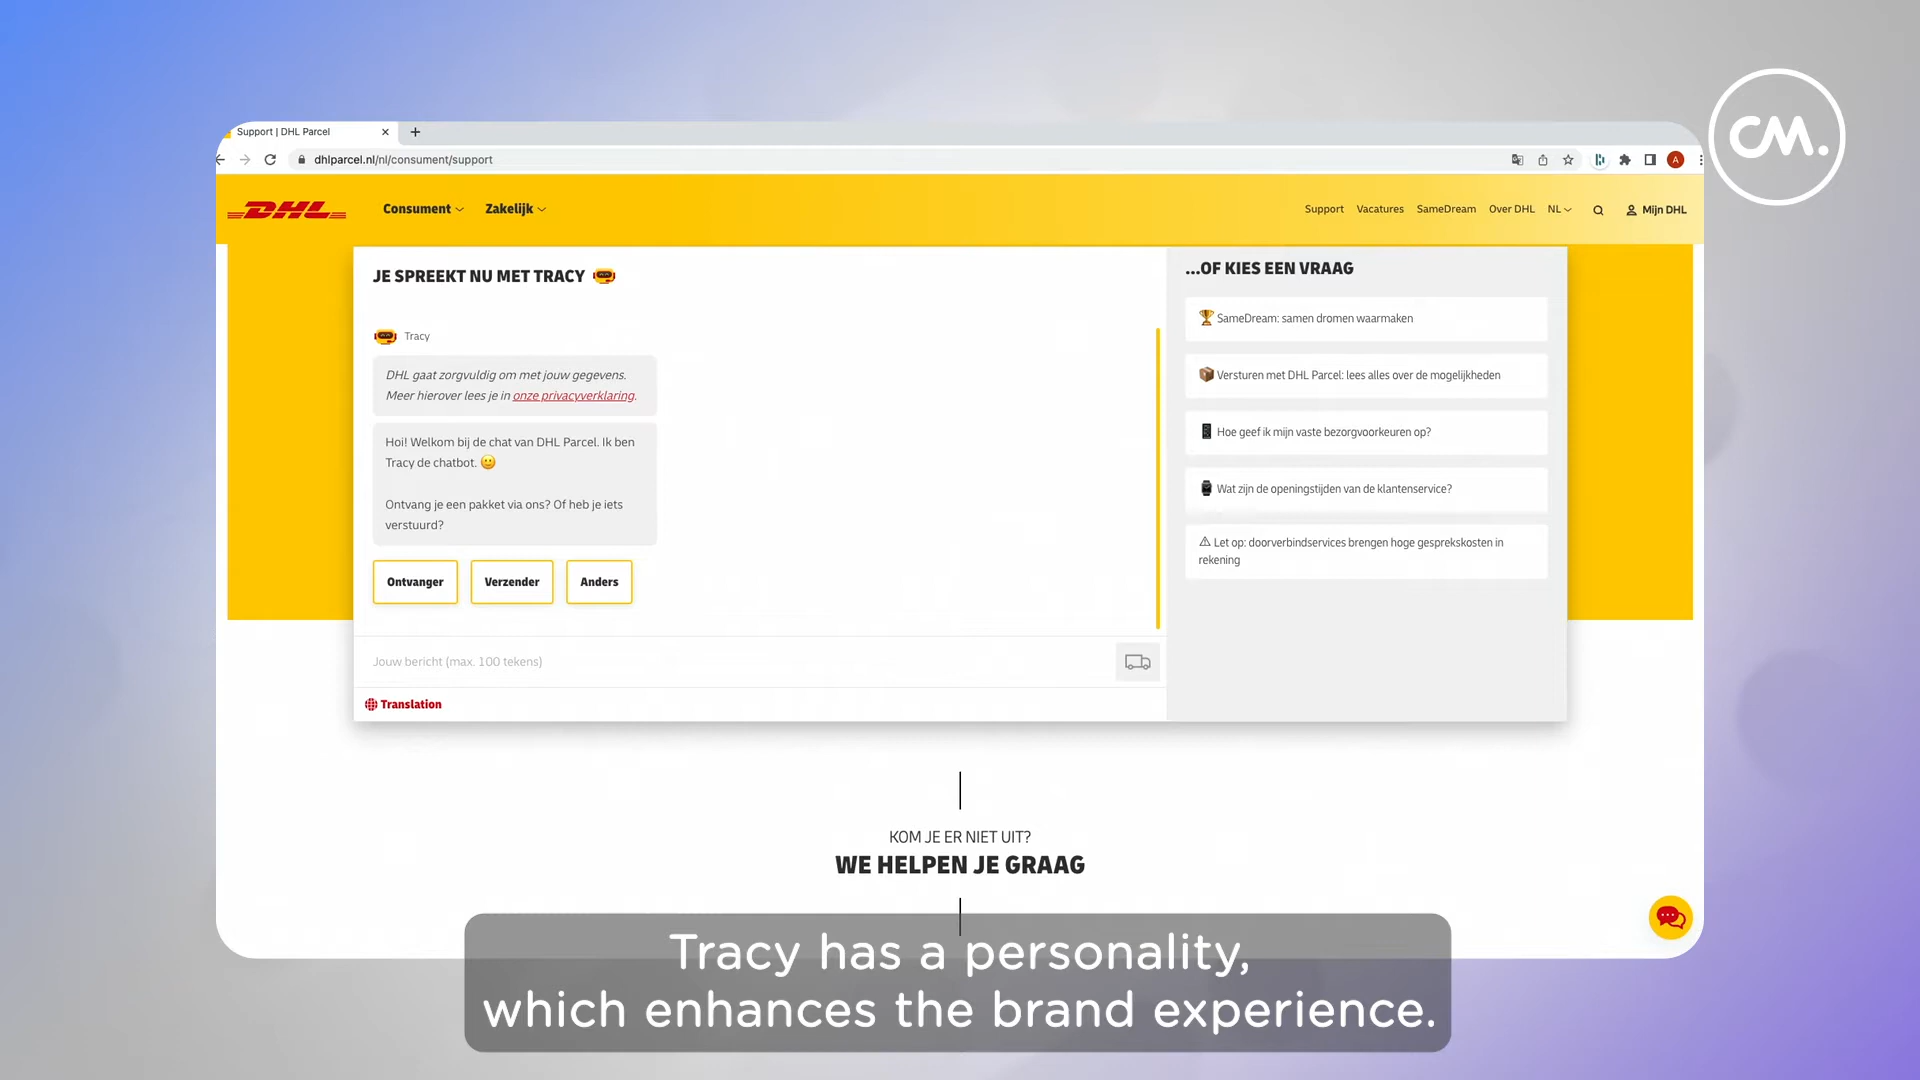 CM.
Support | DHL Parcel
dhlparcel.nl/nl/consument/support
A
DHL
Consument
Zakelijk
Support
Vacatures
SameDream
Over DHL
NL
Mijn DHL
JE SPREEKT NU MET TRACY
Tracy
DHL gaat zorgvuldig om met jouw gegevens.
Meer hierover lees je in onze privacyverklaring.
Hoi! Welkom bij de chat van DHL Parcel. Ik ben
Tracy de chatbot. 🙂
Ontvang je een pakket via ons? Of heb je iets
verstuurd?
Ontvanger
Verzender
Anders
Jouw bericht (max. 100 tekens)
Translation
...OF KIES EEN VRAAG
🏆 SameDream: samen dromen waarmaken
📦 Versturen met DHL Parcel: lees alles over de mogelijkheden
Hoe geef ik mijn vaste bezorgvoorkeuren op?
Wat zijn de openingstijden van de klantenservice?
⚠ Let op: doorverbindservices brengen hoge gesprekskosten in
rekening
KOM JE ER NIET UIT?
WE HELPEN JE GRAAG
Tracy has a personality,
which enhances the brand experience.